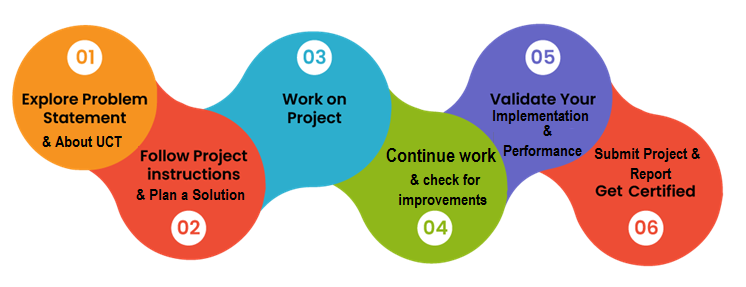 01
Explore Problem
Statement
& About UCT
Follow Project
instructions
& Plan a Solution
02
03
Work on
Project
Continue work
& check for
improvements
04
05
Validate Your
Implementation
&
Performance
Submit Project &
Report
Get Certified
06